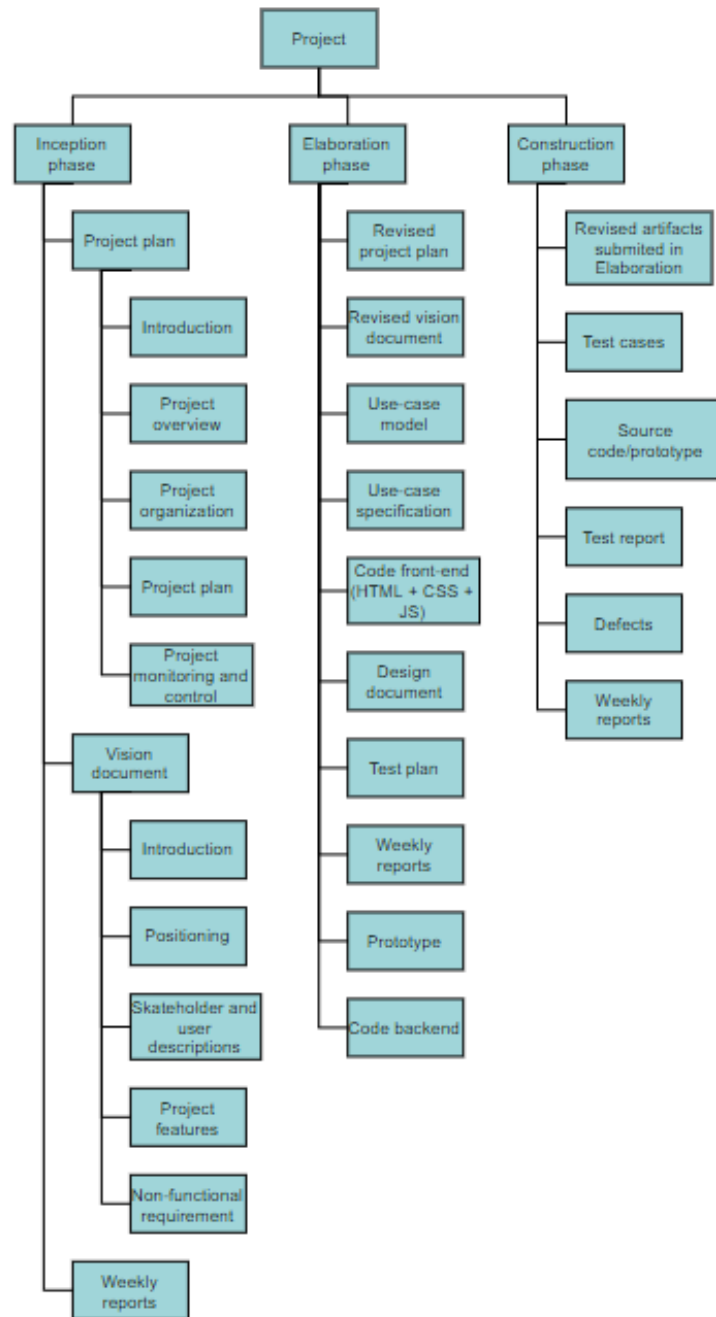 Project
Inception
phase
Elaboration
phase
Construction
phase
Project plan
Introduction
Project
overview
Project
organization
Project plan
Project
monitoring and
control
Vision
document
Introduction
Positioning
Skateholder and
user
descriptions
Project
features
Non-functional
requirement
Weekly
reports
Revised
project plan
Revised vision
document
Use-case
model
Use-case
specification
Code front-end
(HTML + CSS +
JS)
Design
document
Test plan
Weekly
reports
Prototype
Code backend
Revised artifacts
submited in
Elaboration
Test cases
Source
code/prototype
Test report
Defects
Weekly
reports